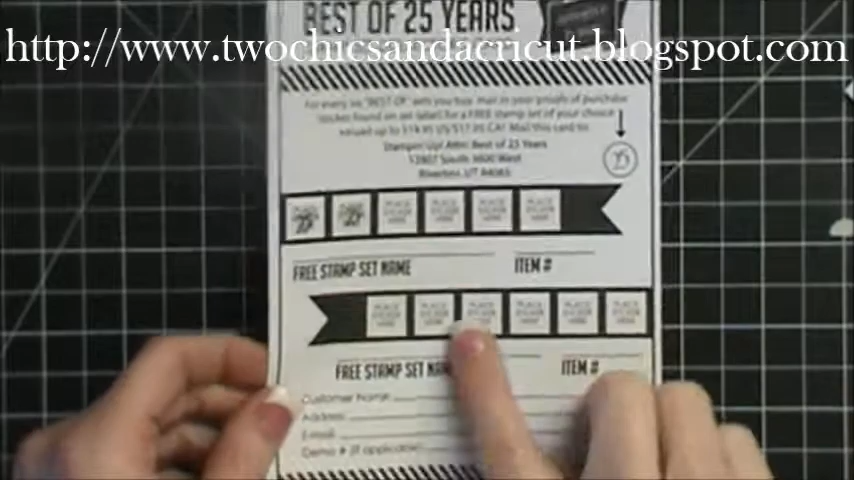 BEST OF 25 YEARS
http://www.twochicsandacricut.blogspot.com
For every six "BEST OF" sets you buy, mail in your proofs of purchase
sticker found on set labels for a FREE stamp set of your choice
valued up to $14.95 US/$17.95 CA! Mail this card to:
Stampin' Up! Attn: Best of 25 Years
12907 South 3600 West
Riverton, UT 84065
25
PLACE STICKER HERE PLACE STICKER HERE PLACE STICKER HERE PLACE STICKER HERE
FREE STAMP SET NAME ITEM #
PLACE STICKER HERE PLACE STICKER HERE PLACE STICKER PLACE STICKER HERE PLACE STICKER HERE PLACE STICKER HERE
FREE STAMP SET NAME ITEM #
Customer Name
Address
E-mail
Demo # (if applicable)